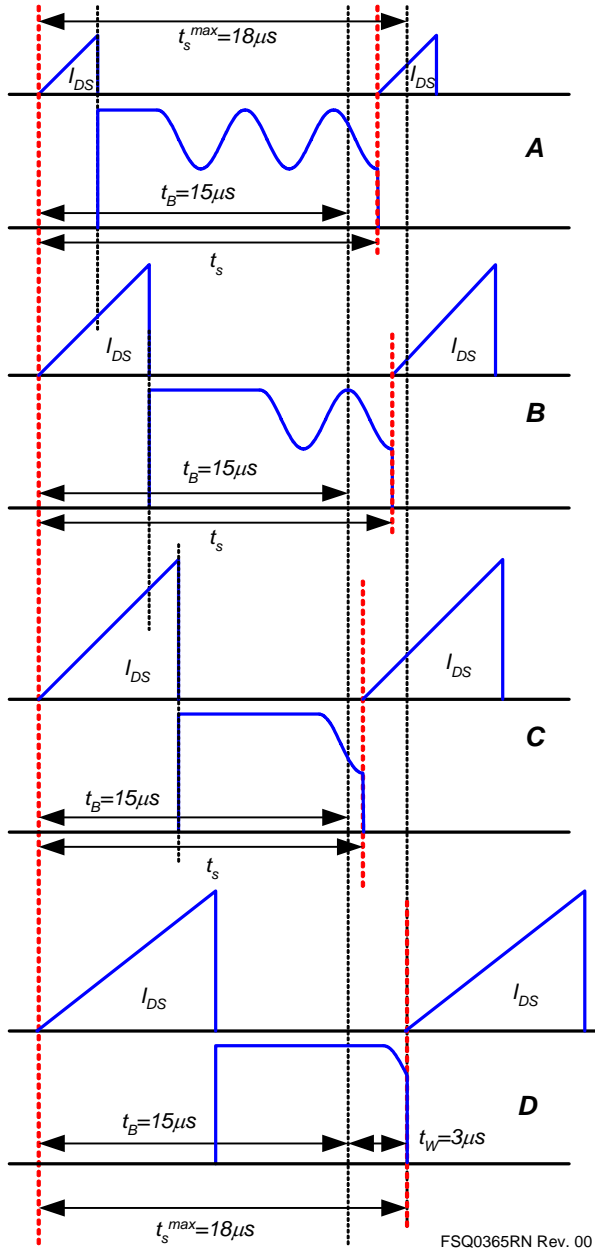 t_s^max=18μs
I_DS
I_DS
A
t_B=15μs
t_s
I_DS
I_DS
B
t_B=15μs
t_s
I_DS
I_DS
C
t_B=15μs
t_s
I_DS
I_DS
D
t_B=15μs
t_W=3μs
t_s^max=18μs
FSQ0365RN Rev. 00